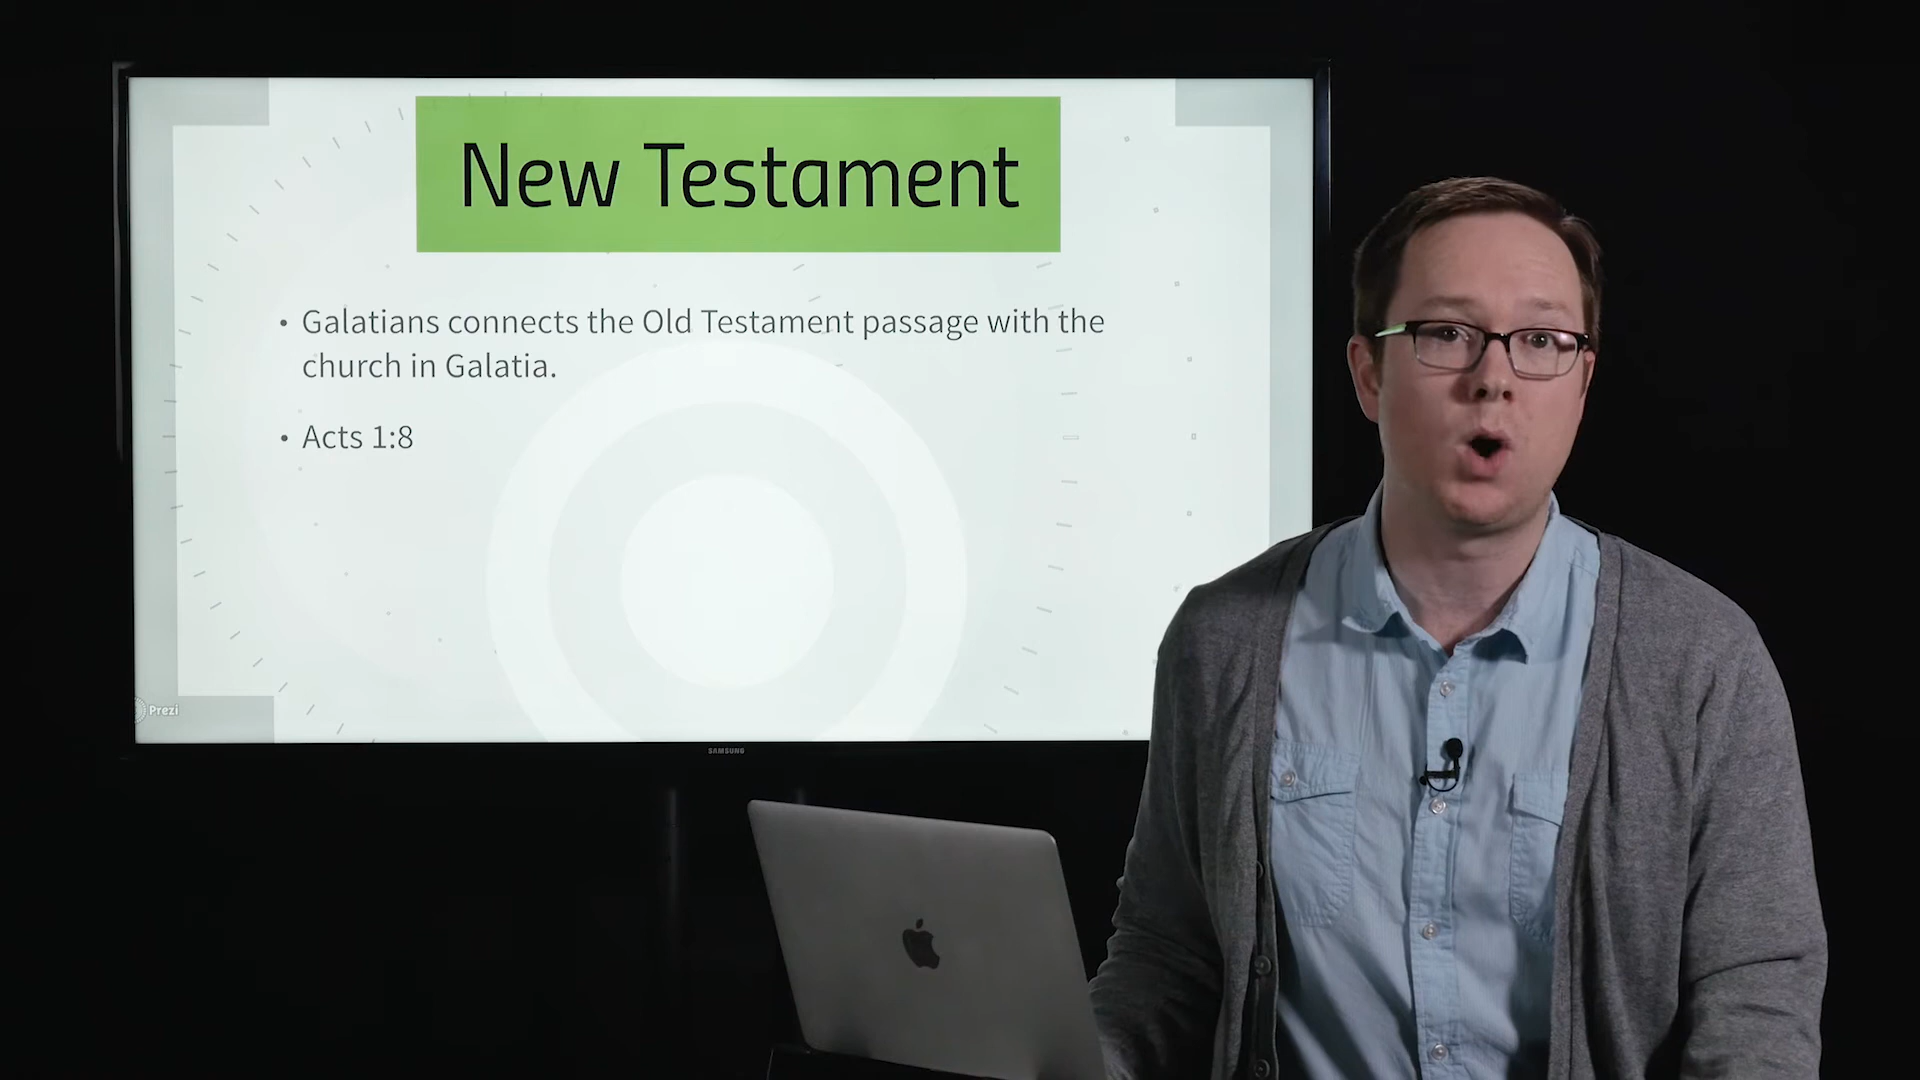 New Testament
• Galatians connects the Old Testament passage with the
church in Galatia.
• Acts 1:8
Prezi
SAMSUNG